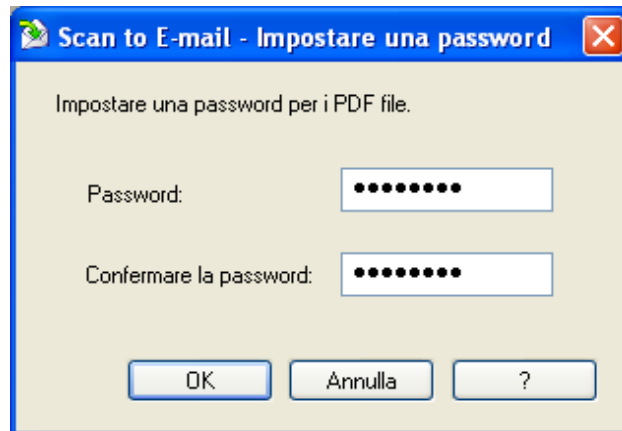 Scan to E-mail - Impostare una password
Impostare una password per i PDF file.
Password: ●●●●●●●●
Confermare la password: ●●●●●●●●
OK Annulla ?